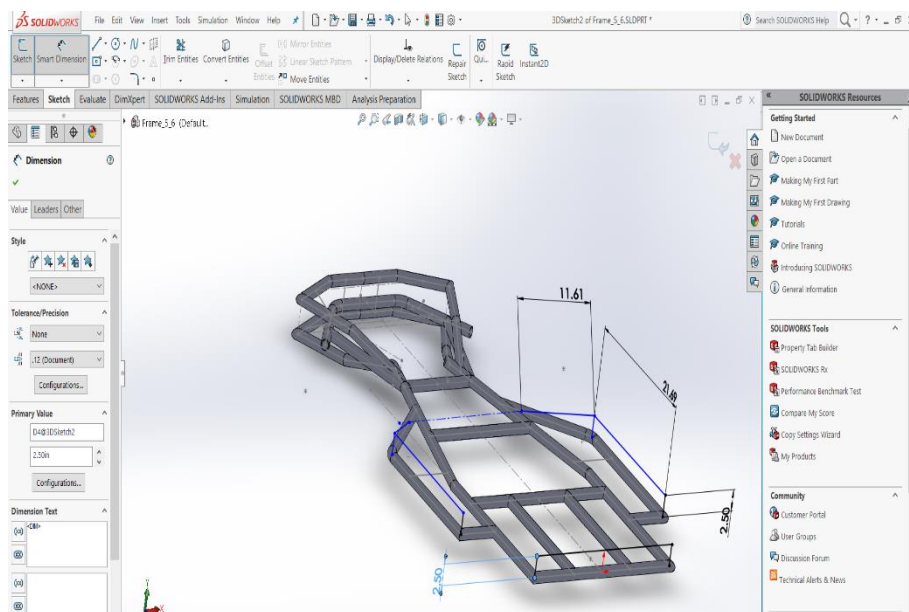 SOLIDWORKS File Edit View Insert Tools Simulation Window Help 3DSketch2 of Frame_5_6.SLDPRT * Search SOLIDWORKS Help
Sketch Smart Dimension Trim Entities Convert Entities Offset Entities Mirror Entities Linear Sketch Pattern Move Entities Display/Delete Relations Repair Sketch Qui... Rapid Sketch Instant2D
Features Sketch Evaluate DimXpert SOLIDWORKS Add-Ins Simulation SOLIDWORKS MBD Analysis Preparation
Frame_5_6 (Default...
Dimension
Value Leaders Other
Style
<NONE>
Tolerance/Precision
None
.12 (Document)
Configurations...
Primary Value
D4@3DSketch2
2.50in
Configurations...
Dimension Text
<DIM>
11.61
21.69
2.50
2.50
SOLIDWORKS Resources
Getting Started
New Document
Open a Document
Making My First Part
Making My First Drawing
Tutorials
Online Training
Introducing SOLIDWORKS
General Information
SOLIDWORKS Tools
Property Tab Builder
SOLIDWORKS Rx
Performance Benchmark Test
Compare My Score
Copy Settings Wizard
My Products
Community
Customer Portal
User Groups
Discussion Forum
Technical Alerts & News